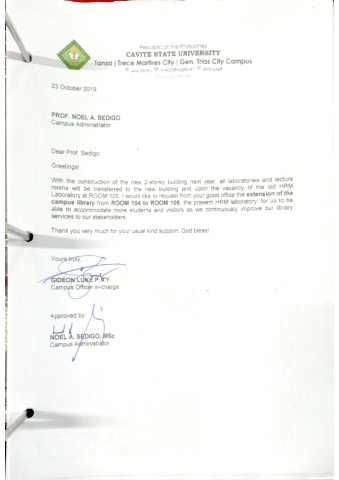 Republic of the Philippines
CAVITE STATE UNIVERSITY
Tanza | Trece Martires City | Gen. Trias City Campus
23 October 2019
PROF. NOEL A. SEDIGO
Campus Administrator
Dear Prof. Sedigo
Greetings!
With the construction of the new 2-storey building next year, all laboratories and lecture
rooms will be transferred to the new building and upon the vacancy of the old HRM
Laboratory at ROOM 105, I would like to request from your good office the extension of the
campus library from ROOM 104 to ROOM 105, the present HRM laboratory, for us to be
able to accommodate more students and visitors as we continuously improve our library
services to our stakeholders.
Thank you very much for your usual kind support. God bless!
Yours truly,
GIDEON LUKE P. TY
Campus Officer in-charge
Approved by:
NOEL A. SEDIGO, MSc
Campus Administrator